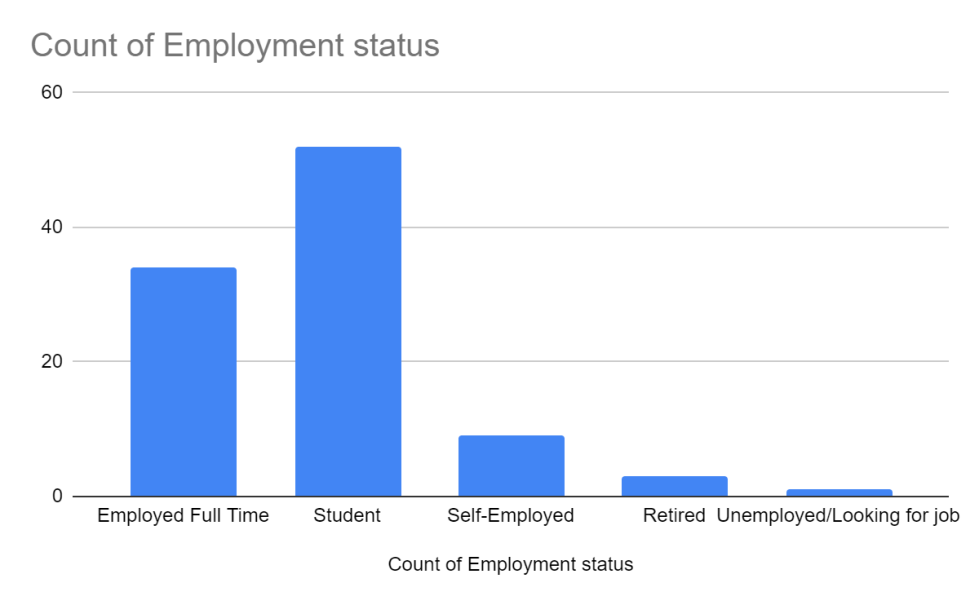 Count of Employment status
60
40
20
0
Employed Full Time
Student
Self-Employed
Retired
Unemployed/Looking for job
Count of Employment status